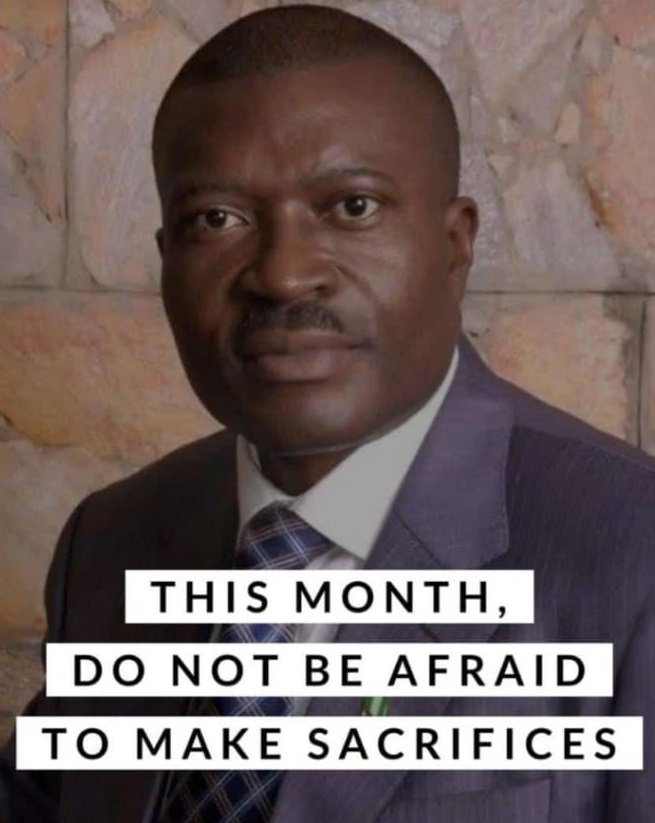 THIS MONTH,
DO NOT BE AFRAID
TO MAKE SACRIFICES